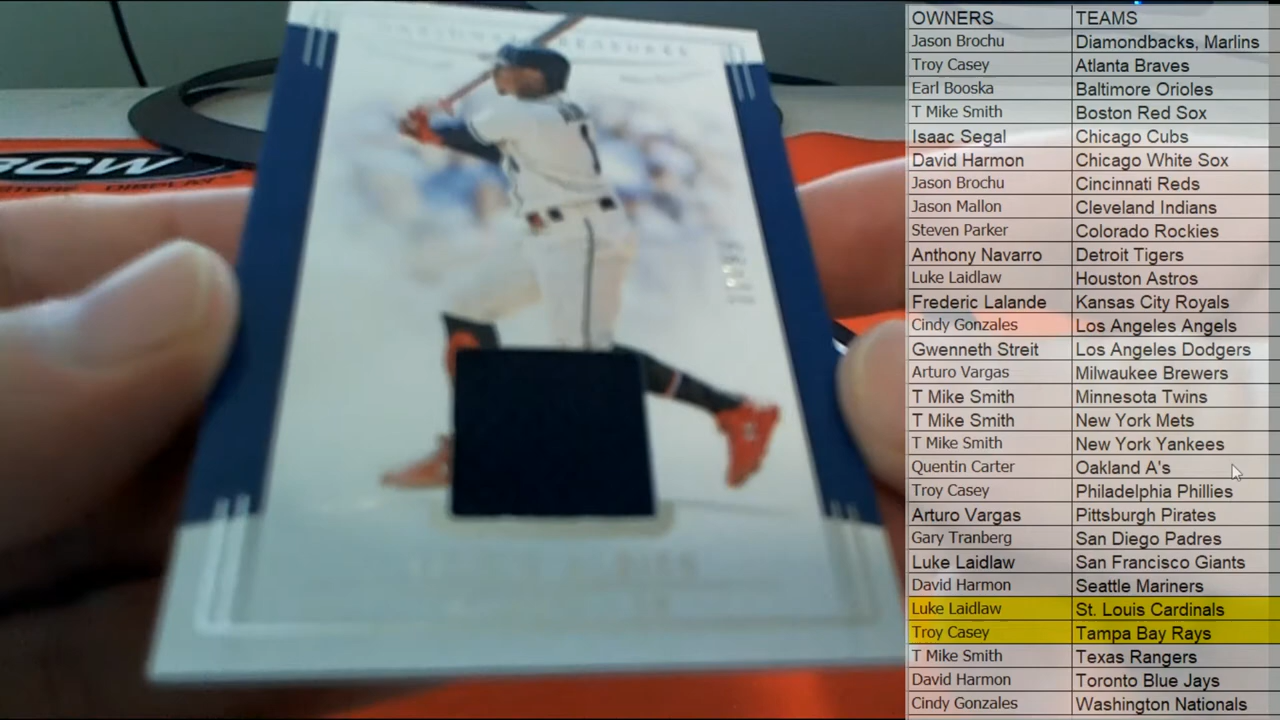 BCW
DISPLAY
OWNERS TEAMS
Jason Brochu Diamondbacks, Marlins
Troy Casey Atlanta Braves
Earl Booska Baltimore Orioles
T Mike Smith Boston Red Sox
Isaac Segal Chicago Cubs
David Harmon Chicago White Sox
Jason Brochu Cincinnati Reds
Jason Mallon Cleveland Indians
Steven Parker Colorado Rockies
Anthony Navarro Detroit Tigers
Luke Laidlaw Houston Astros
Frederic Lalande Kansas City Royals
Cindy Gonzales Los Angeles Angels
Gwenneth Streit Los Angeles Dodgers
Arturo Vargas Milwaukee Brewers
T Mike Smith Minnesota Twins
T Mike Smith New York Mets
T Mike Smith New York Yankees
Quentin Carter Oakland A's
Troy Casey Philadelphia Phillies
Arturo Vargas Pittsburgh Pirates
Gary Tranberg San Diego Padres
Luke Laidlaw San Francisco Giants
David Harmon Seattle Mariners
Luke Laidlaw St. Louis Cardinals
Troy Casey Tampa Bay Rays
T Mike Smith Texas Rangers
David Harmon Toronto Blue Jays
Cindy Gonzales Washington Nationals